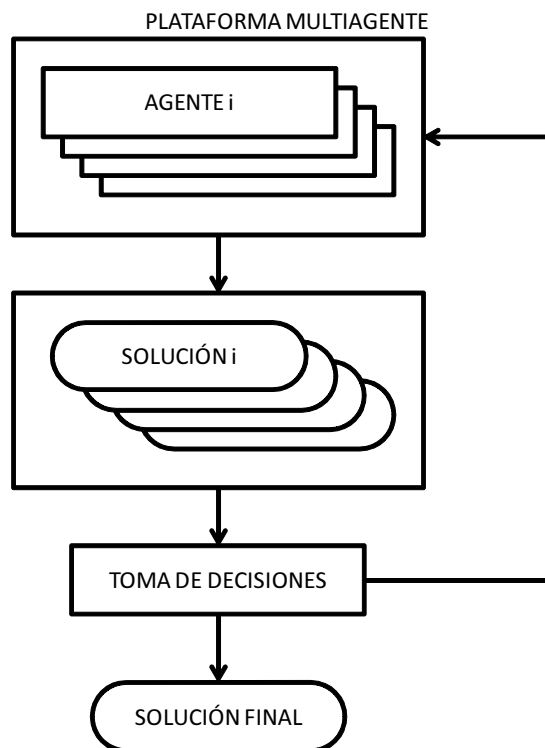 PLATAFORMA MULTIAGENTE
AGENTE i
SOLUCIÓN i
TOMA DE DECISIONES
SOLUCIÓN FINAL